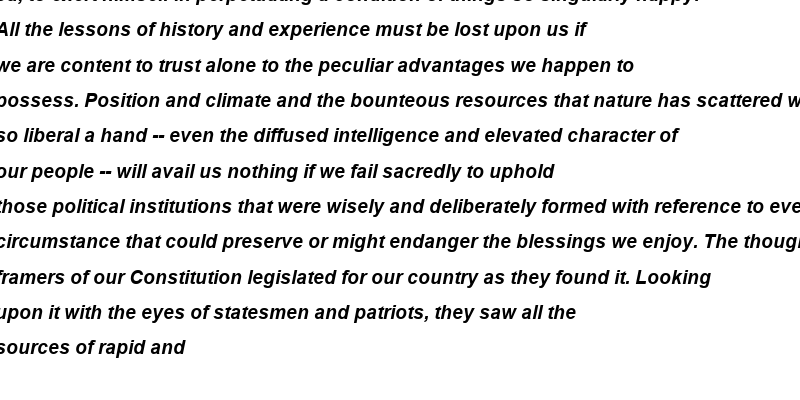 to exert himself in perpetuating a condition of things so singularly happy.
All the lessons of history and experience must be lost upon us if
we are content to trust alone to the peculiar advantages we happen to
possess. Position and climate and the bounteous resources that nature has scattered
so liberal a hand -- even the diffused intelligence and elevated character of
our people -- will avail us nothing if we fail sacredly to uphold
those political institutions that were wisely and deliberately formed with reference to
circumstance that could preserve or might endanger the blessings we enjoy. The
framers of our Constitution legislated for our country as they found it. Looking
upon it with the eyes of statesmen and patriots, they saw all the
sources of rapid and